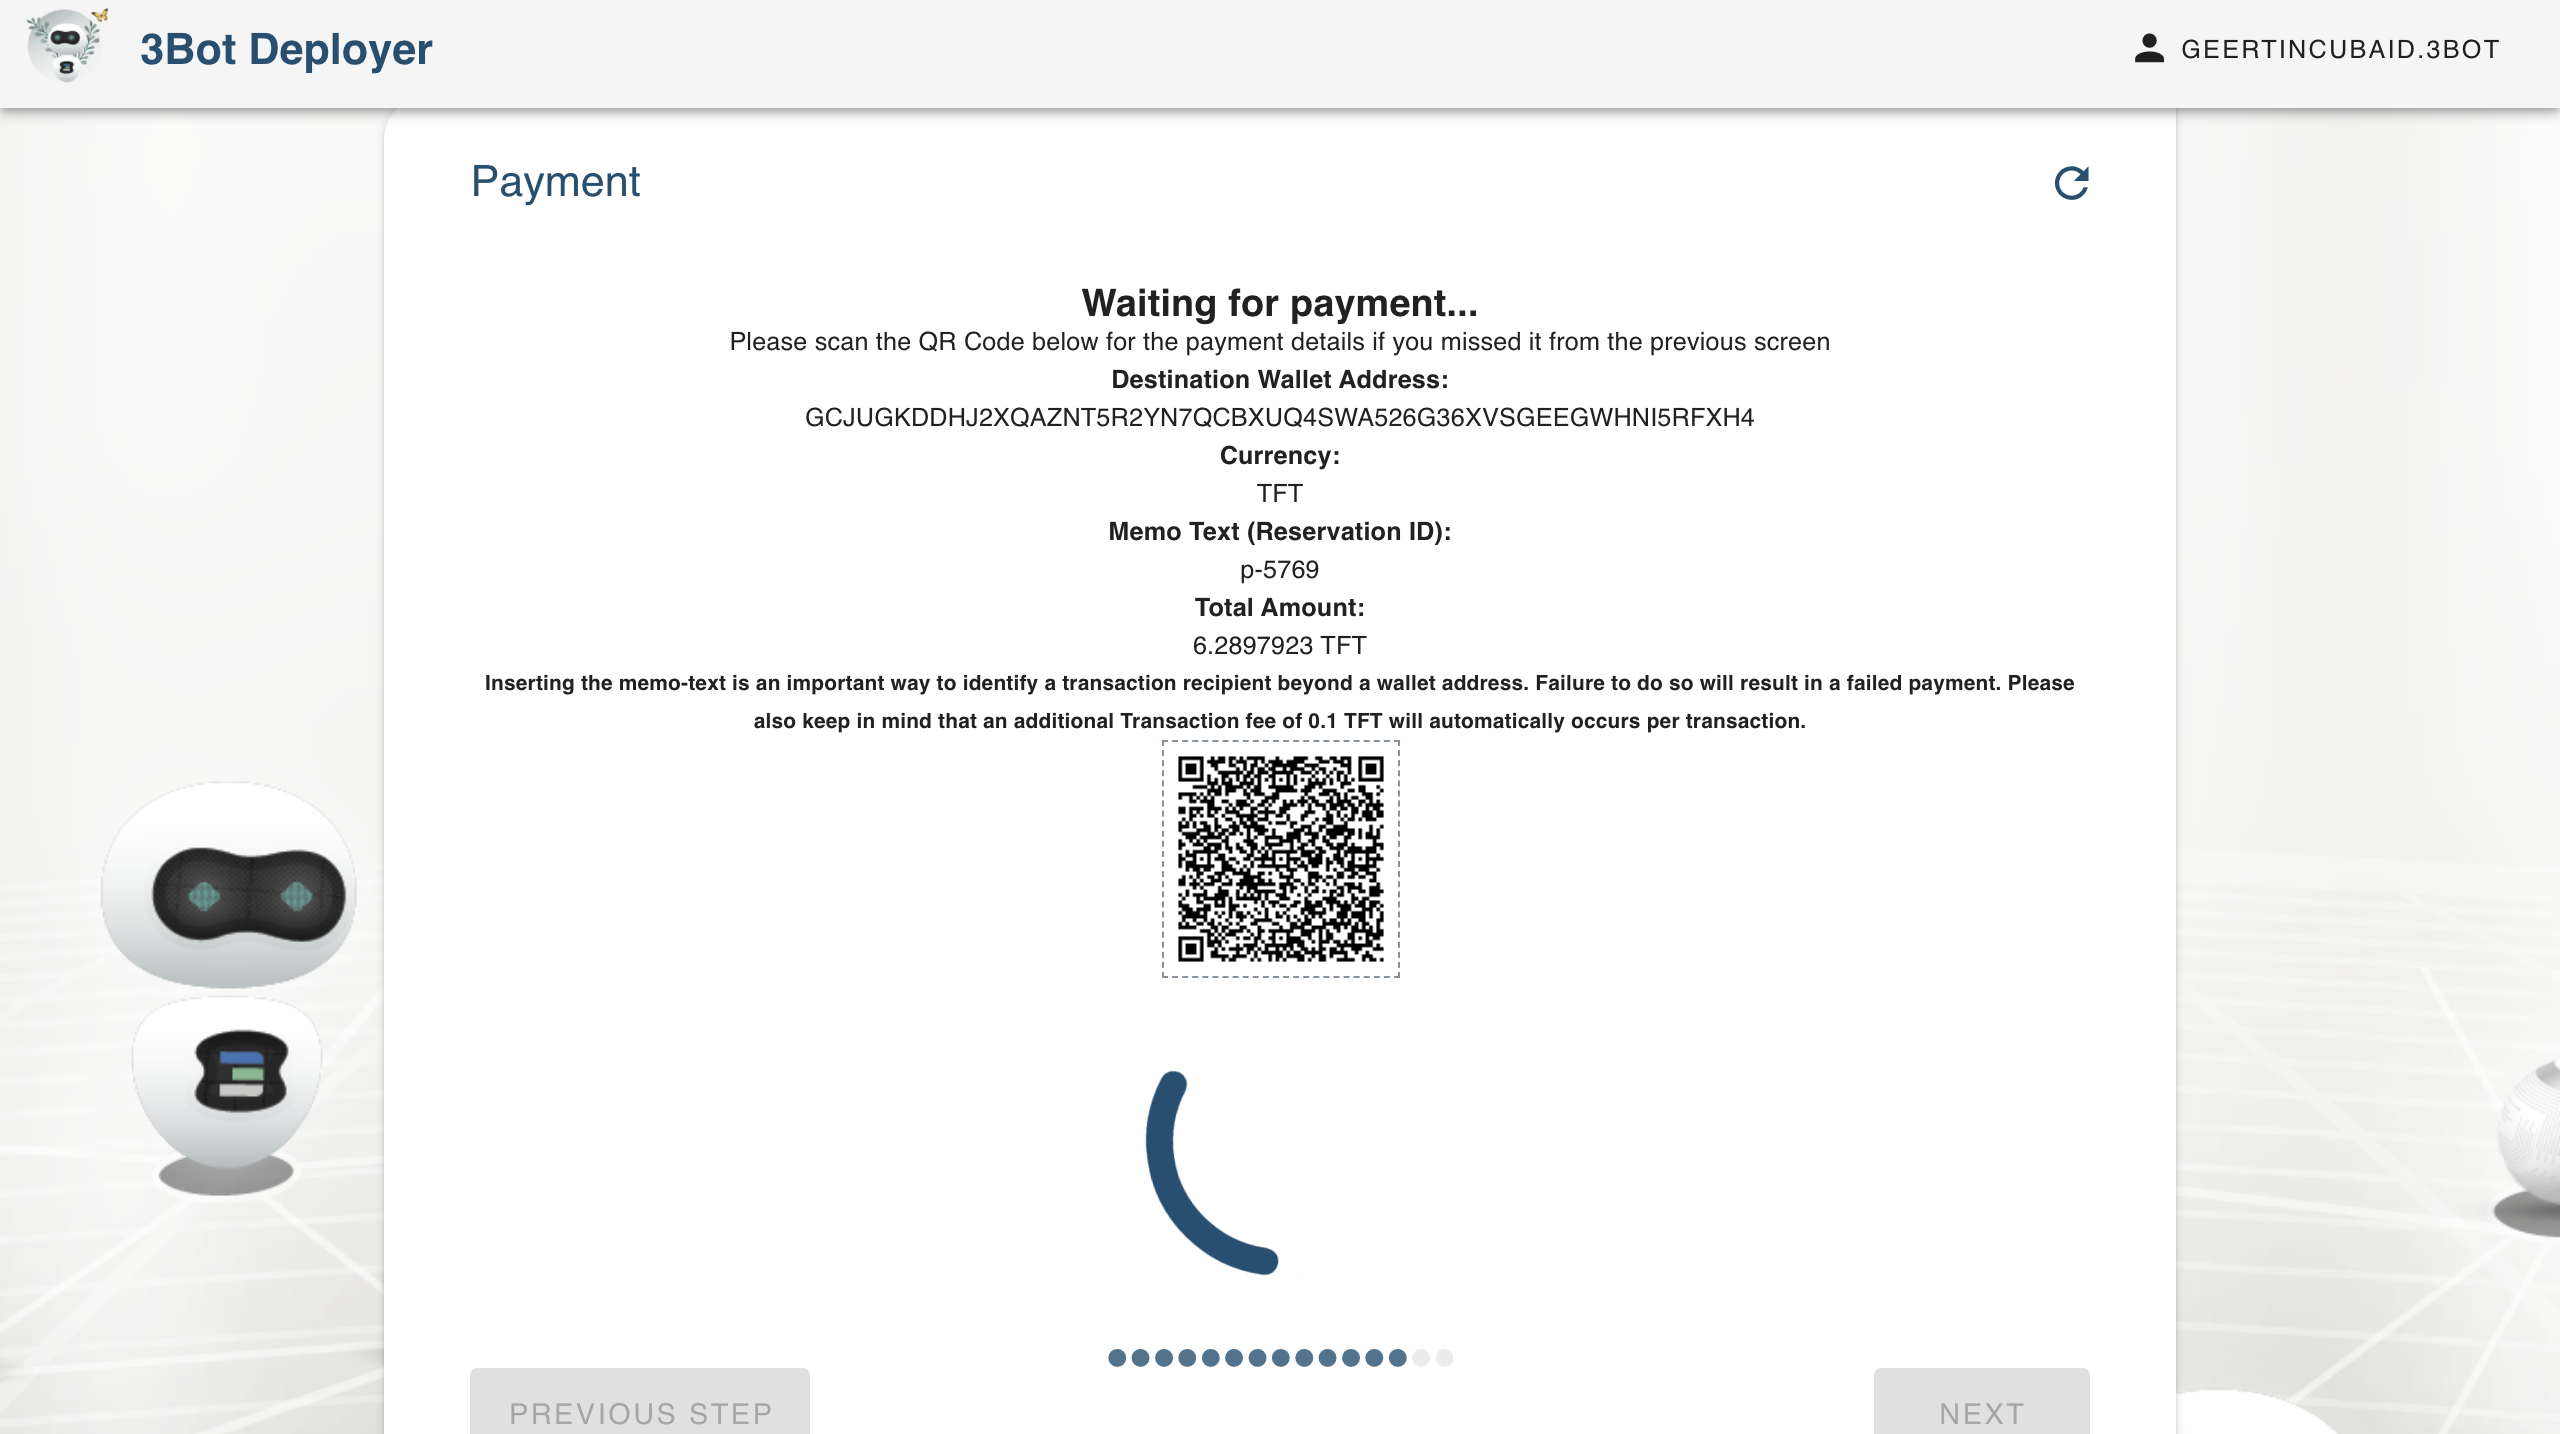 3Bot Deployer
GEERTINCUBAID.3BOT
Payment
Waiting for payment...
Please scan the QR Code below for the payment details if you missed it from the previous screen
Destination Wallet Address:
GCJUGKDDHJ2XQAZNT5R2YN7QCBXUQ4SWA526G36XVSGEEGWHNI5RFXH4
Currency:
TFT
Memo Text (Reservation ID):
p-5769
Total Amount:
6.2897923 TFT
Inserting the memo-text is an important way to identify a transaction recipient beyond a wallet address. Failure to do so will result in a failed payment. Please
also keep in mind that an additional Transaction fee of 0.1 TFT will automatically occurs per transaction.
PREVIOUS STEP
NEXT